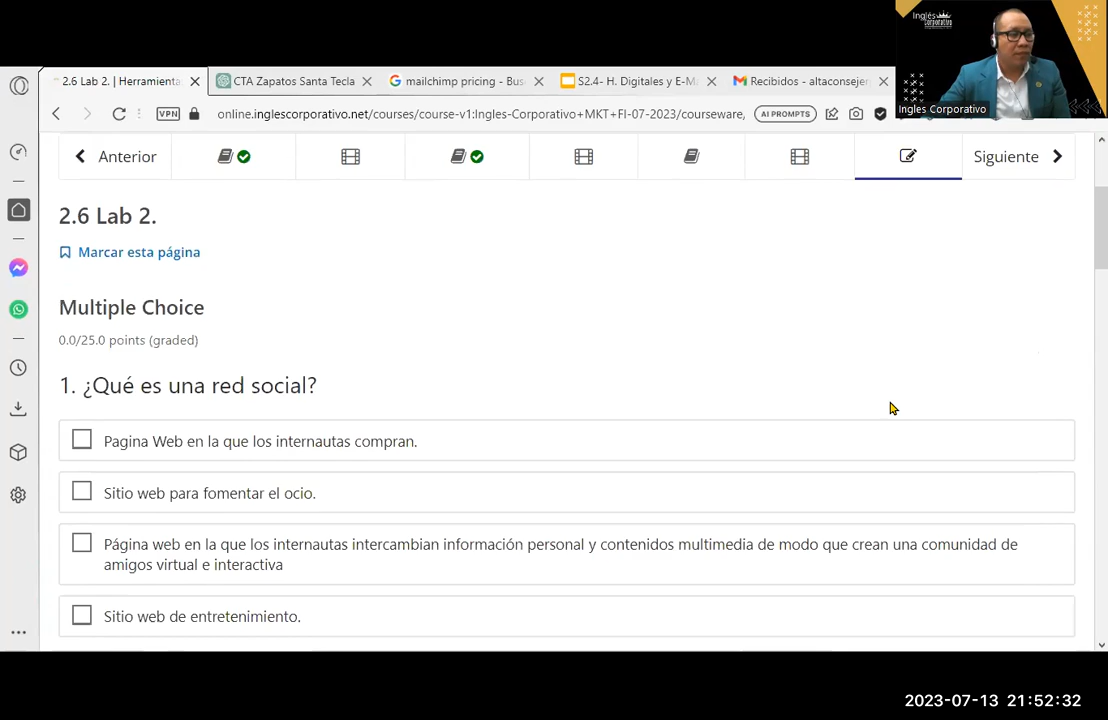 Inglés
Corporativo
Ingles Corporativo
2.6 Lab 2. | Herramienta
CTA Zapatos Santa Tecla
mailchimp pricing - Bus
S2.4- H. Digitales y E-M
Recibidos - altaconsejer
VPN
online.inglescorporativo.net/courses/course-v1:Ingles-Corporativo+MKT+FI-07-2023/courseware,
AI PROMPTS
Anterior
Siguiente
2.6 Lab 2.
Marcar esta página
Multiple Choice
0.0/25.0 points (graded)
1. ¿Qué es una red social?
Pagina Web en la que los internautas compran.
Sitio web para fomentar el ocio.
Página web en la que los internautas intercambian información personal y contenidos multimedia de modo que crean una comunidad de
amigos virtual e interactiva
Sitio web de entretenimiento.
2023-07-13 21:52:32